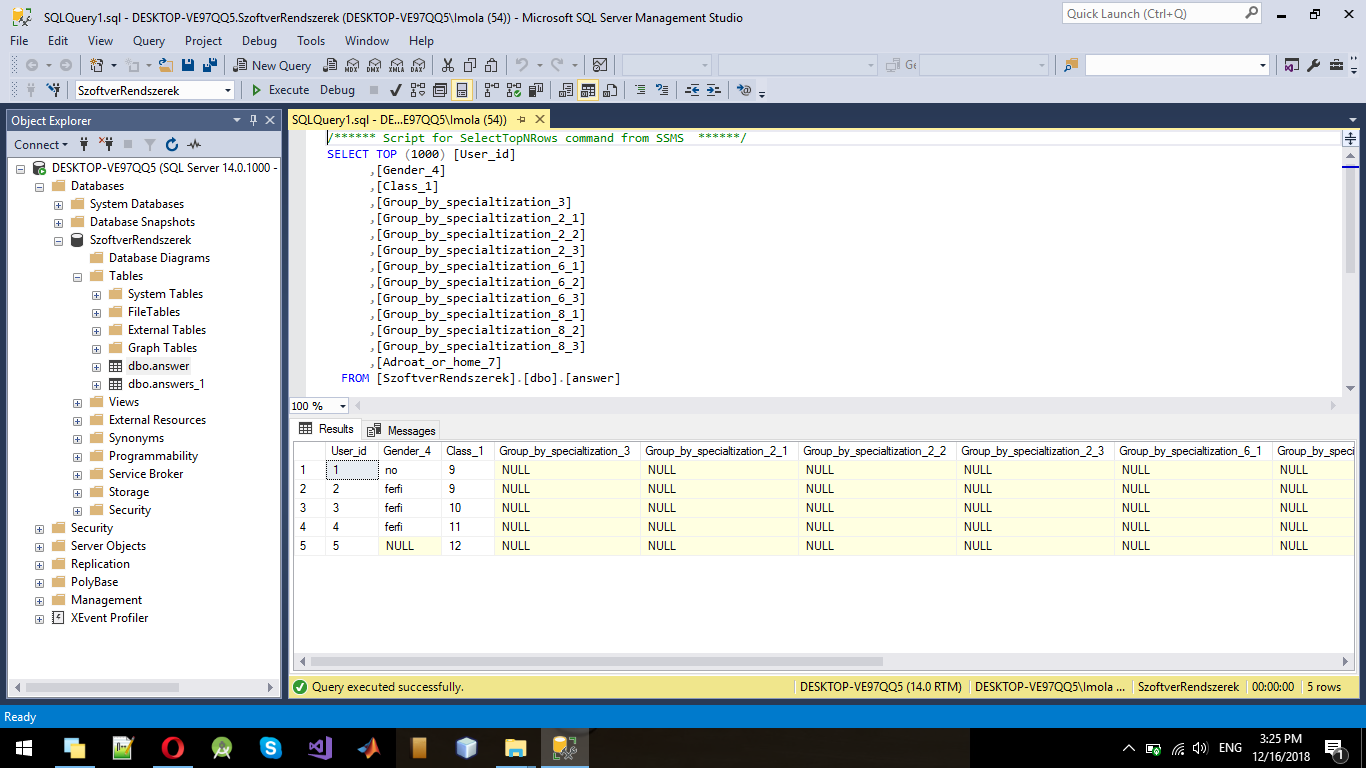 SQLQuery1.sql - DESKTOP-VE97QQ5.SzoftverRendszerek (DESKTOP-VE97QQ5\Imola (54)) - Microsoft SQL Server Management Studio
Quick Launch (Ctrl+Q)
File Edit View Query Project Debug Tools Window Help
New Query MDX DMX XMLA DAX
SzoftverRendszerek Execute Debug
Object Explorer
Connect
DESKTOP-VE97QQ5 (SQL Server 14.0.1000 -
Databases
System Databases
Database Snapshots
SzoftverRendszerek
Database Diagrams
Tables
System Tables
FileTables
External Tables
Graph Tables
dbo.answer
dbo.answers_1
Views
External Resources
Synonyms
Programmability
Service Broker
Storage
Security
Security
Server Objects
Replication
PolyBase
Management
XEvent Profiler
SQLQuery1.sql - DE...E97QQ5\Imola (54))
/****** Script for SelectTopNRows command from SSMS ******/
SELECT TOP (1000) [User_id]
,[Gender_4]
,[Class_1]
,[Group_by_specialtization_3]
,[Group_by_specialtization_2_1]
,[Group_by_specialtization_2_2]
,[Group_by_specialtization_2_3]
,[Group_by_specialtization_6_1]
,[Group_by_specialtization_6_2]
,[Group_by_specialtization_6_3]
,[Group_by_specialtization_8_1]
,[Group_by_specialtization_8_2]
,[Group_by_specialtization_8_3]
,[Adroat_or_home_7]
FROM [SzoftverRendszerek].[dbo].[answer]
100 %
Results Messages
User_id Gender_4 Class_1 Group_by_specialtization_3 Group_by_specialtization_2_1 Group_by_specialtization_2_2 Group_by_specialtization_2_3 Group_by_specialtization_6_1 Group_by_speci
1 1 no 9 NULL NULL NULL NULL NULL NULL
2 2 ferfi 9 NULL NULL NULL NULL NULL NULL
3 3 ferfi 10 NULL NULL NULL NULL NULL NULL
4 4 ferfi 11 NULL NULL NULL NULL NULL NULL
5 5 NULL 12 NULL NULL NULL NULL NULL NULL
Query executed successfully. DESKTOP-VE97QQ5 (14.0 RTM) DESKTOP-VE97QQ5\Imola ... SzoftverRendszerek 00:00:00 5 rows
Ready
ENG
3:25 PM
12/16/2018
1